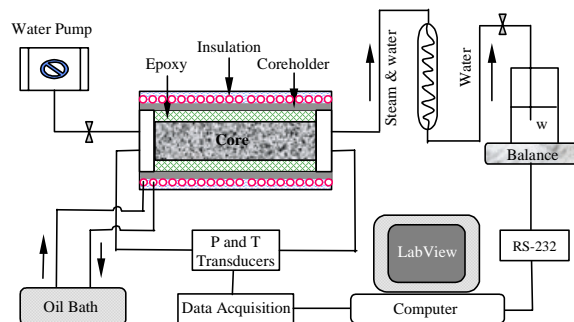 Water Pump
Insulation
Epoxy
Coreholder
Core
Steam & water
Water
w
Balance
P and T
Transducers
LabView
RS-232
Oil Bath
Data Acquisition
Computer